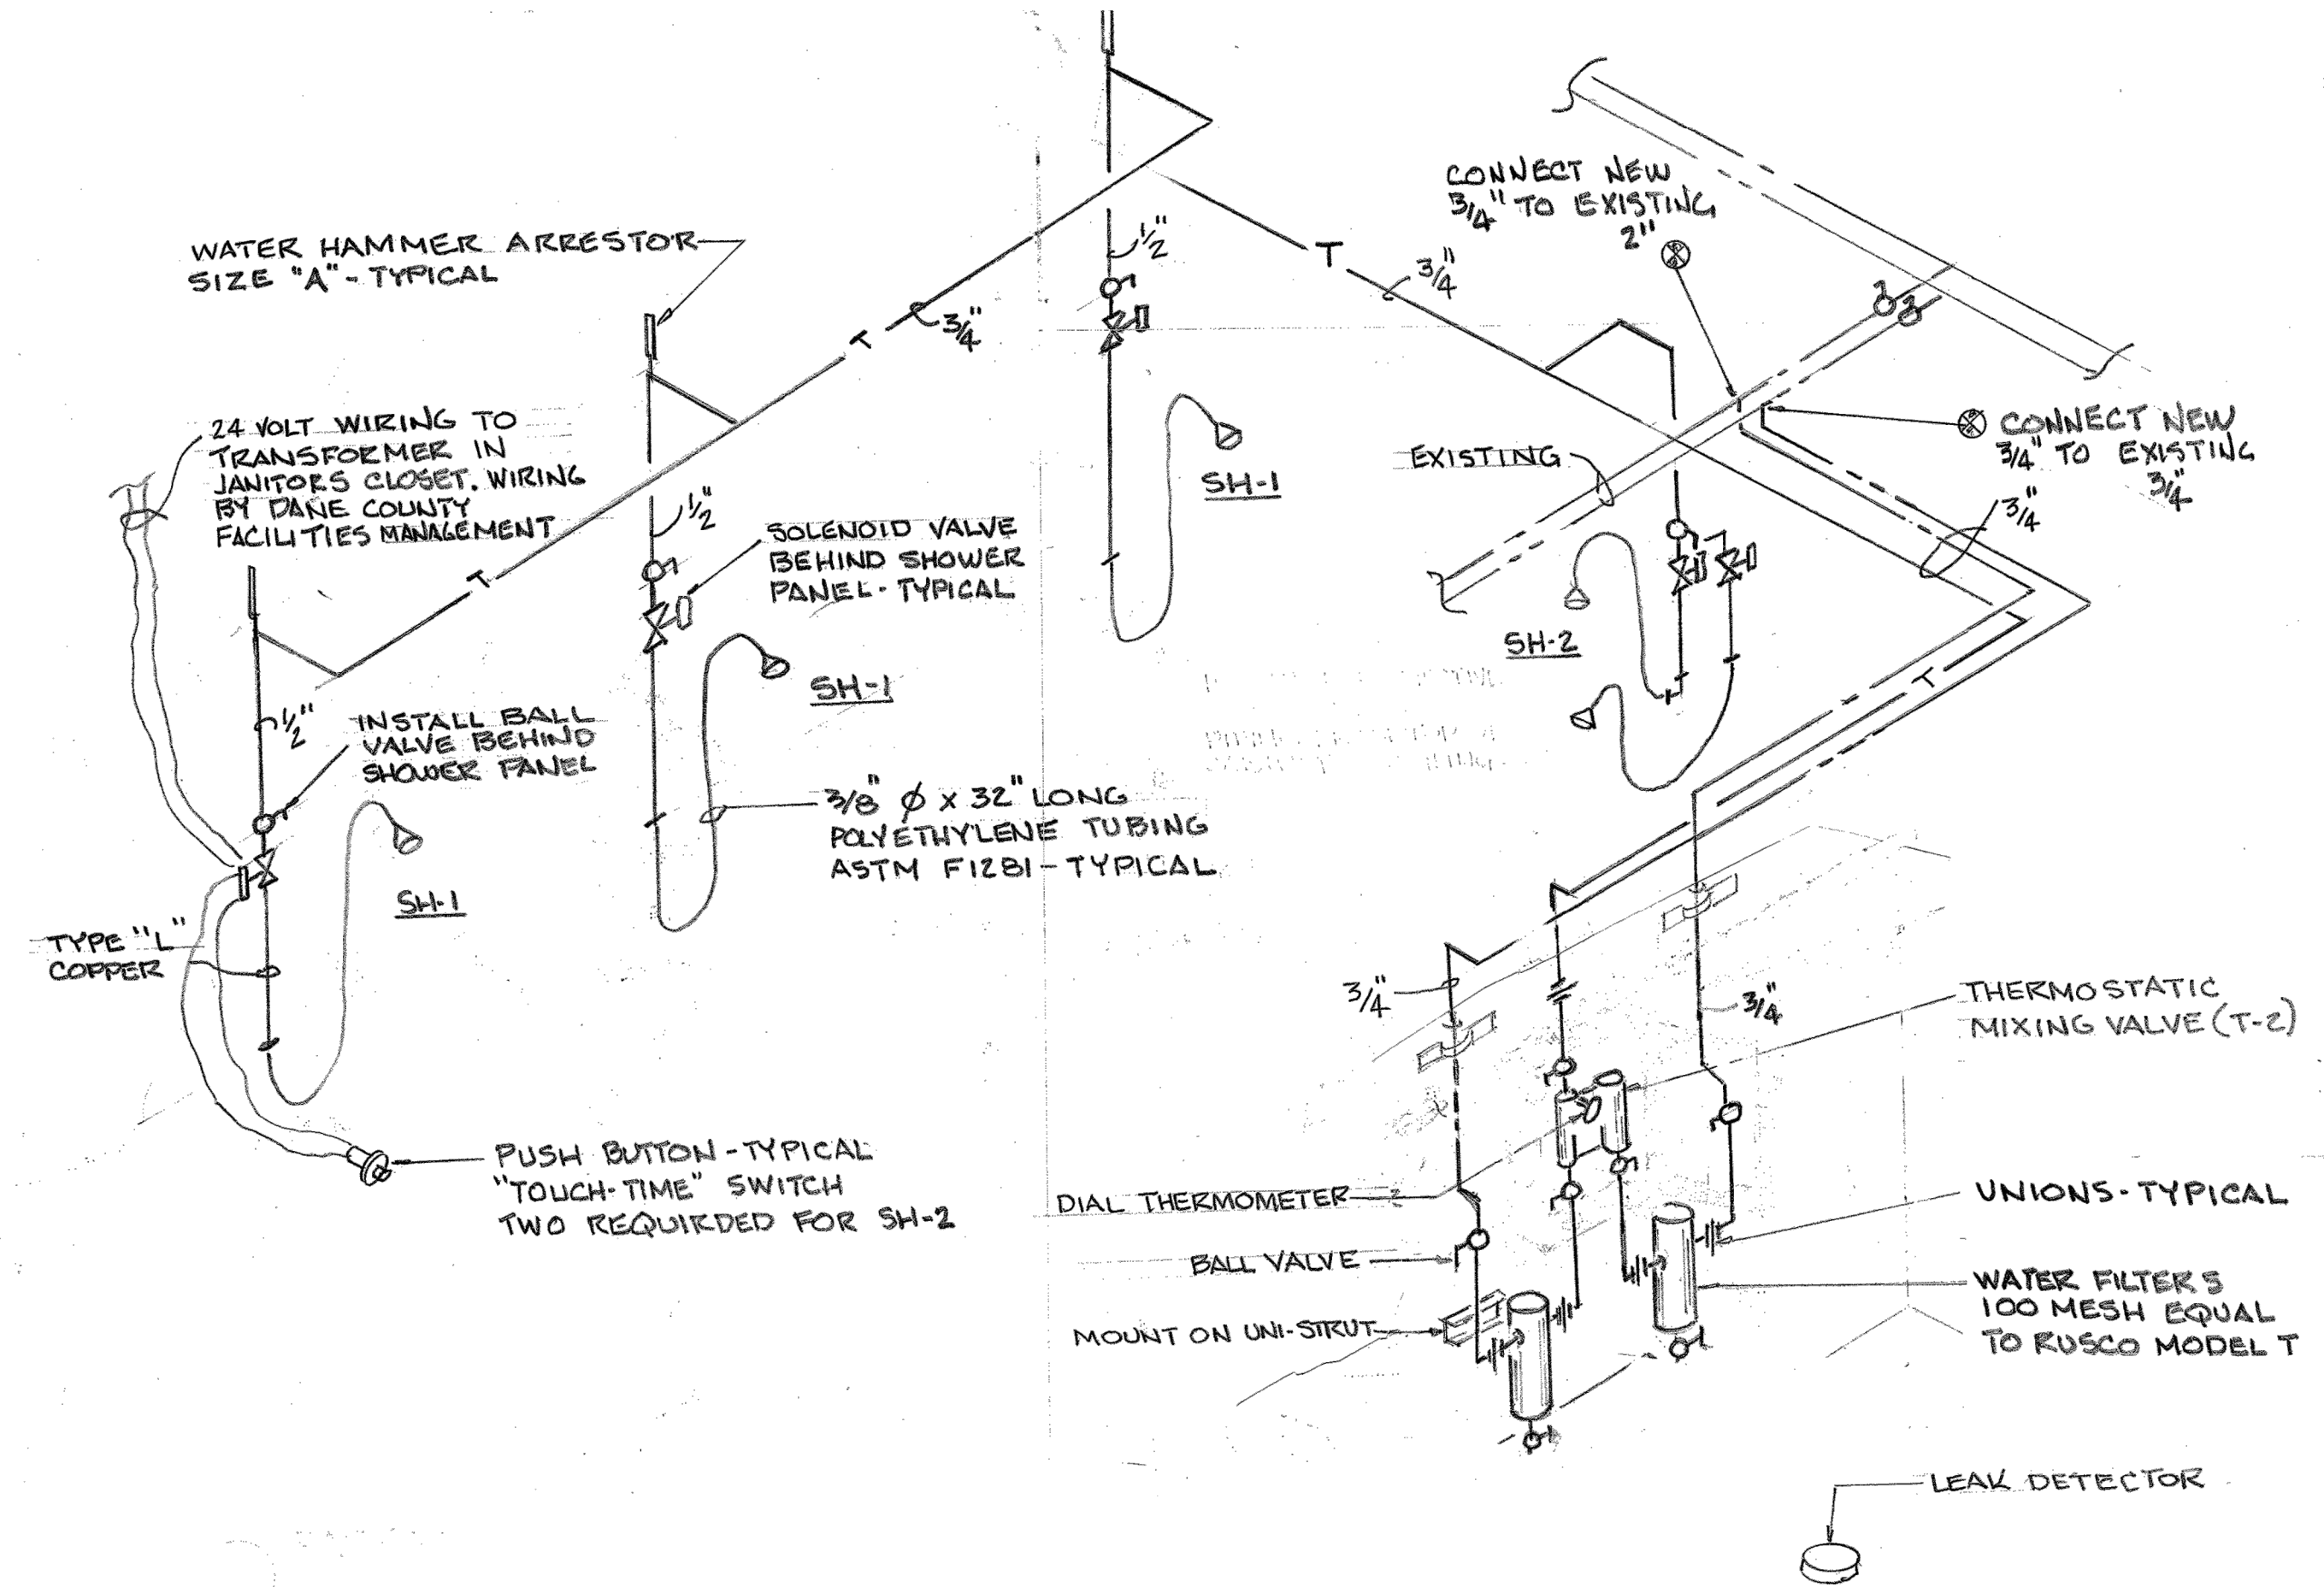 CONNECT NEW
3/4" TO EXISTING
2"
WATER HAMMER ARRESTOR
SIZE "A" - TYPICAL
1/2"
T
3/4"
T
3/4"
24 VOLT WIRING TO
TRANSFORMER IN
JANITORS CLOSET. WIRING
BY DANE COUNTY
FACILITIES MANAGEMENT
CONNECT NEW
3/4" TO EXISTING
3/4"
EXISTING
SH-1
3/4"
1/2"
SOLENOID VALVE
BEHIND SHOWER
PANEL - TYPICAL
T
SH-2
SH-1
T
1/2"
INSTALL BALL
VALVE BEHIND
SHOWER PANEL
3/8" Ø x 32" LONG
POLYETHYLENE TUBING
ASTM F1281 - TYPICAL
SH-1
TYPE "L"
COPPER
3/4"
3/4"
THERMOSTATIC
MIXING VALVE (T-2)
PUSH BUTTON - TYPICAL
"TOUCH-TIME" SWITCH
TWO REQUIRDED FOR SH-2
DIAL THERMOMETER
UNIONS - TYPICAL
BALL VALVE
WATER FILTERS
100 MESH EQUAL
TO RUSCO MODEL T
MOUNT ON UNI-STRUT
LEAK DETECTOR